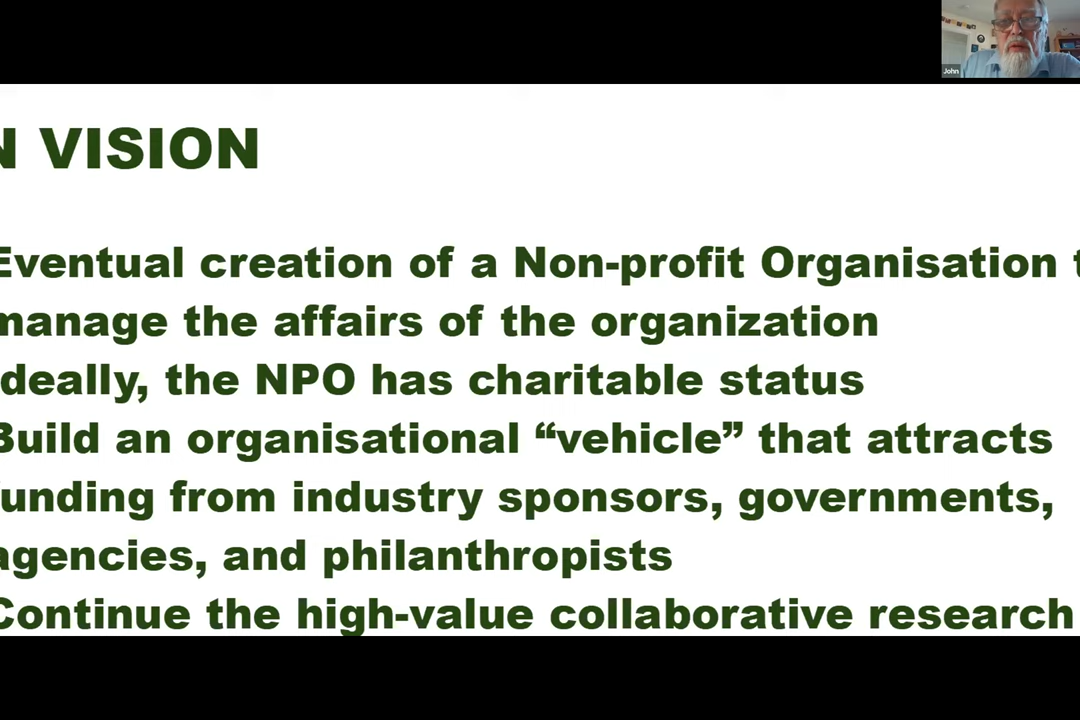 John
N VISION
Eventual creation of a Non-profit Organisation t
manage the affairs of the organization
deally, the NPO has charitable status
Build an organisational “vehicle” that attracts
funding from industry sponsors, governments,
agencies, and philanthropists
Continue the high-value collaborative research